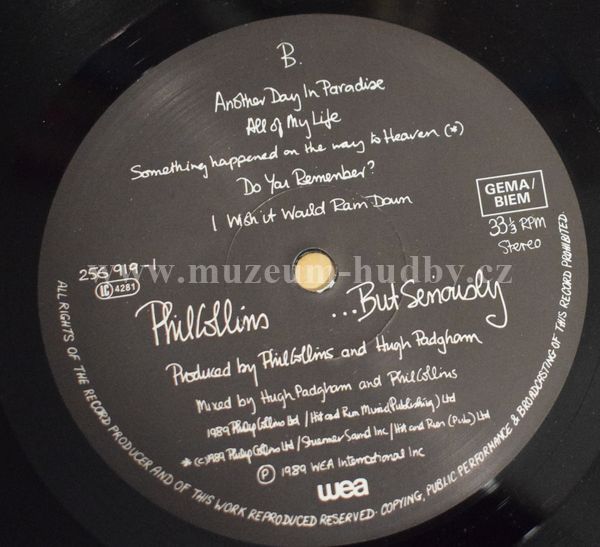 B.
Another Day In Paradise
All of My Life
Something happened on the way to Heaven (*)
Do You Remember?
I Wish it Would Rain Down
GEMA/
BIEM
33⅓ RPM
Stereo
256 919-1
LC 4281
www.muzeum-hudby.cz
Phil Collins
...But Seriously
Produced by Phil Collins and Hugh Padgham
Mixed by Hugh Padgham and Phil Collins
1989 Philip Collins Ltd / Hit and Run Music (Publishing) Ltd
* (c) 1989 Philip Collins Ltd / Stuermer Sand Inc / Hit and Run (Pub.) Ltd
℗ 1989 WEA International Inc
wea
ALL RIGHTS OF THE RECORD PRODUCER AND OF THIS WORK REPRODUCED RESERVED · COPYING, PUBLIC PERFORMANCE & BROADCASTING OF THIS RECORD PROHIBITED.